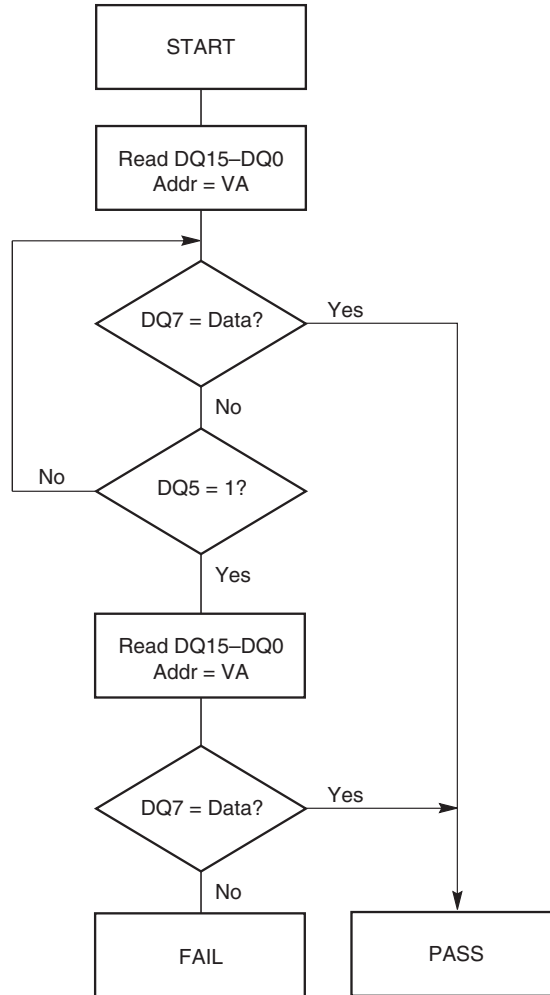 START
Read DQ15–DQ0
Addr = VA
DQ7 = Data?
Yes
No
No
DQ5 = 1?
Yes
Read DQ15–DQ0
Addr = VA
DQ7 = Data?
Yes
No
FAIL
PASS